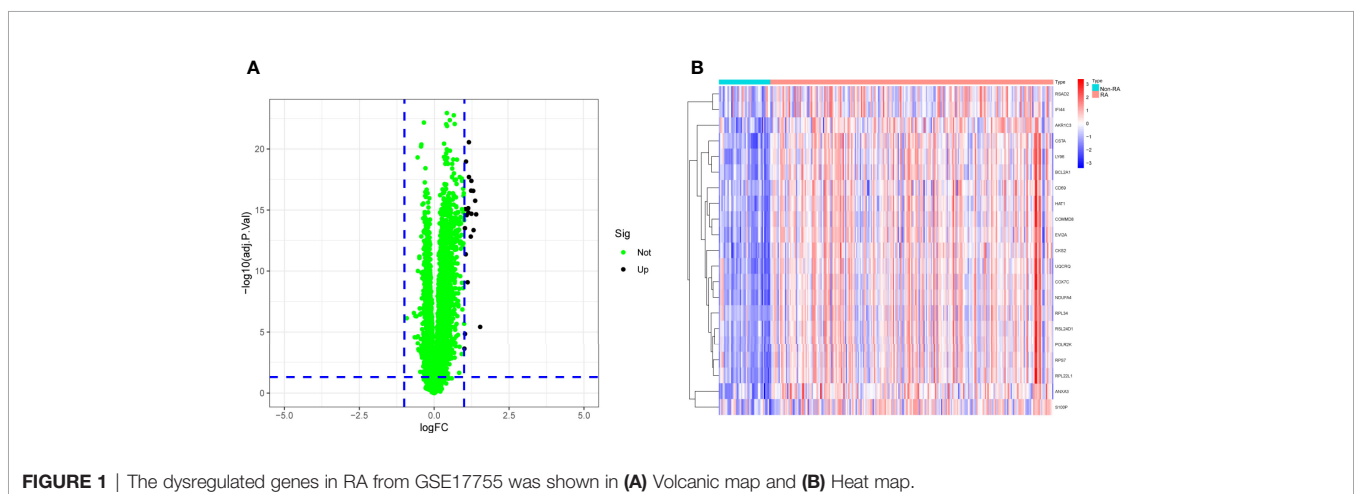 A
B
20
15
10
5
0
-log10(adj.P.Val)
−5.0
−2.5
0.0
2.5
5.0
logFC
Sig
Not
Up
Type
RSAD2
IFI44
AKR1C3
CSTA
LY96
BCL2A1
CD69
HAT1
COMMD8
EVI2A
CKS2
UQCRQ
COX7C
NDUFA4
RPL34
RSL24D1
POLR2K
RPS7
RPL22L1
ANXA3
S100P
3
2
1
0
−1
−2
−3
Type
Non-RA
RA
FIGURE 1 | The dysregulated genes in RA from GSE17755 was shown in (A) Volcanic map and (B) Heat map.